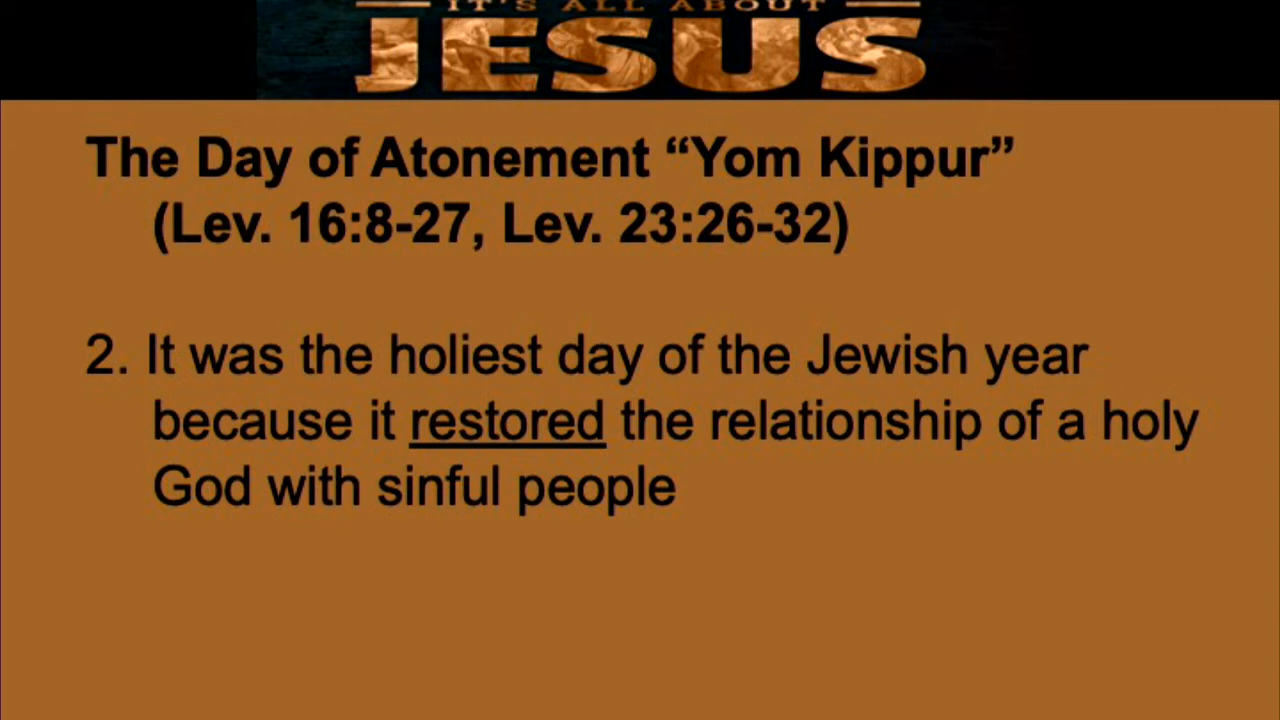 IT'S ALL ABOUT
JESUS
The Day of Atonement “Yom Kippur”
(Lev. 16:8-27, Lev. 23:26-32)
2. It was the holiest day of the Jewish year
because it restored the relationship of a holy
God with sinful people